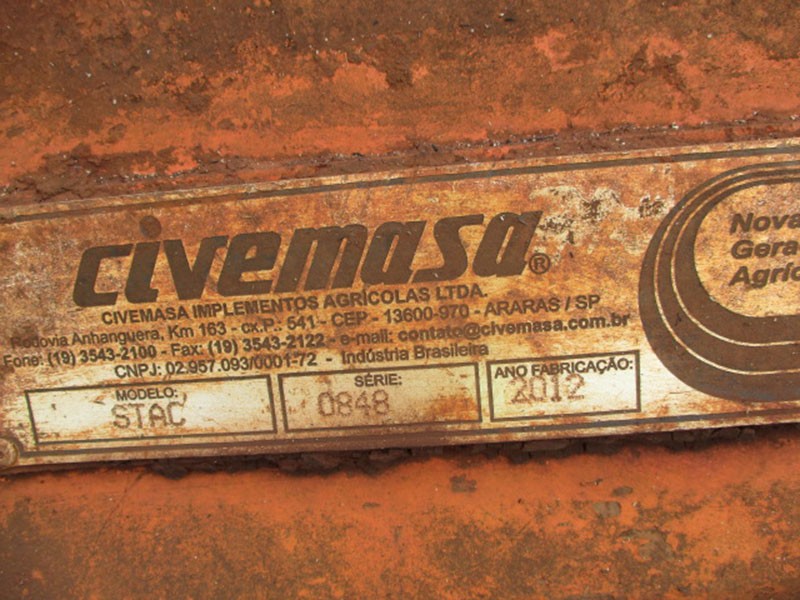 civemasa®
CIVEMASA IMPLEMENTOS AGRÍCOLAS LTDA.
Rodovia Anhanguera, Km 163 - cx.P.: 541 - CEP - 13600-970 - ARARAS / SP
Fone: (19) 3543-2100 - Fax: (19) 3543-2122 - e-mail: contato@civemasa.com.br
CNPJ: 02.957.093/0001-72 - Indústria Brasileira
MODELO: SÉRIE: ANO FABRICAÇÃO:
STAC 0848 2012
Nova
Gera
Agríc